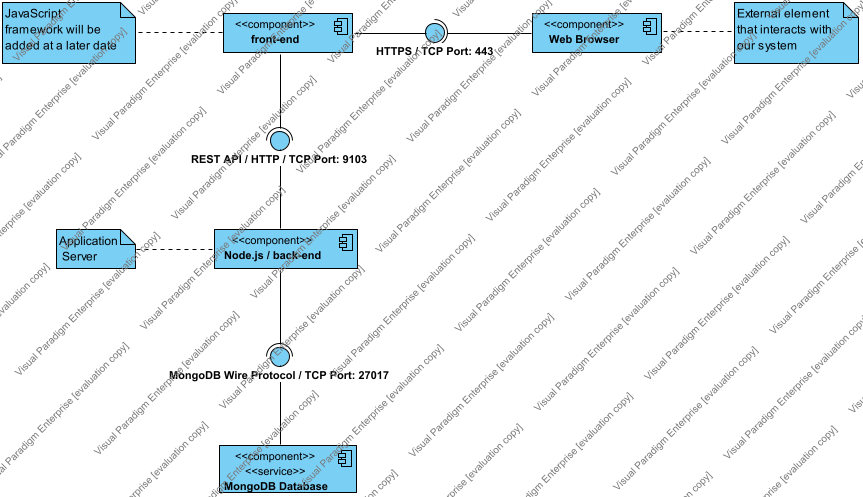 JavaScript
framework will be
added at a later date
<<component>>
front-end
HTTPS / TCP Port: 443
<<component>>
Web Browser
External element
that interacts with
our system
REST API / HTTP / TCP Port: 9103
Application
Server
<<component>>
Node.js / back-end
MongoDB Wire Protocol / TCP Port: 27017
<<component>>
<<service>>
MongoDB Database
Visual Paradigm Enterprise [evaluation copy]